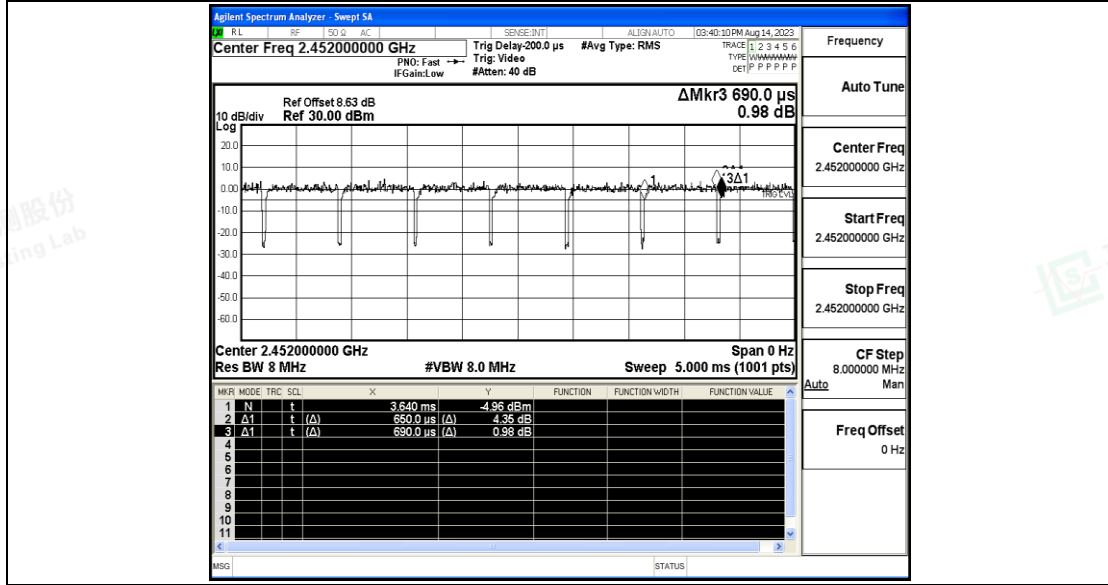 Agilent Spectrum Analyzer - Swept SA
RL RF 50 Ω AC SENSE:INT ALIGN AUTO 03:40:10 PM Aug 14, 2023
Center Freq 2.452000000 GHz
PNO: Fast
IFGain:Low
Trig Delay-200.0 µs
Trig: Video
#Atten: 40 dB
#Avg Type: RMS
TRACE 1 2 3 4 5 6
TYPE
DET P P P P P P
Frequency
Auto Tune
Center Freq
2.452000000 GHz
Start Freq
2.452000000 GHz
Stop Freq
2.452000000 GHz
CF Step
8.000000 MHz
Auto Man
Freq Offset
0 Hz
ΔMkr3 690.0 µs
0.98 dB
Ref Offset 8.63 dB
10 dB/div Ref 30.00 dBm
Log
20.0
10.0
0.00
-10.0
-20.0
-30.0
-40.0
-50.0
-60.0
1
3Δ1
TRIG LVL
Center 2.452000000 GHz Span 0 Hz
Res BW 8 MHz #VBW 8.0 MHz Sweep 5.000 ms (1001 pts)
MKR MODE TRC SCL X Y FUNCTION FUNCTION WIDTH FUNCTION VALUE
1 N t 3.640 ms -4.96 dBm
2 Δ1 t (Δ) 650.0 µs (Δ) 4.35 dB
3 Δ1 t (Δ) 690.0 µs (Δ) 0.98 dB
4
5
6
7
8
9
10
11
MSG STATUS
股份
Lab